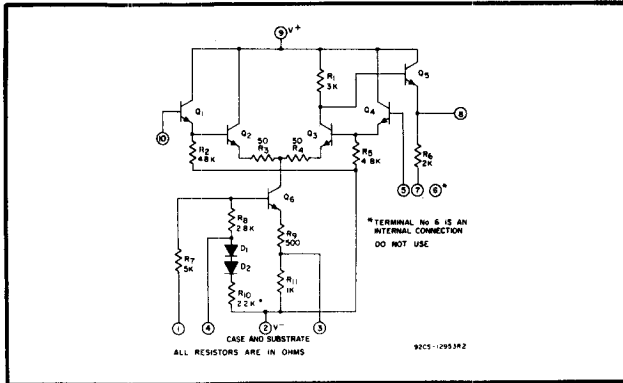 9 V+
R1
3K
Q5
Q1
Q2
Q3
Q4
8
10
50
R3
50
R4
R2
4.8K
R5
4.8K
R6
2K
5 7 6*
Q6
* TERMINAL No 6 IS AN
INTERNAL CONNECTION
DO NOT USE
R8
2.8K
R9
500
D1
D2
R7
5K
R10
2.2K
R11
1K
1 4 2 V- 3
CASE AND SUBSTRATE
ALL RESISTORS ARE IN OHMS
92CS-12953R2